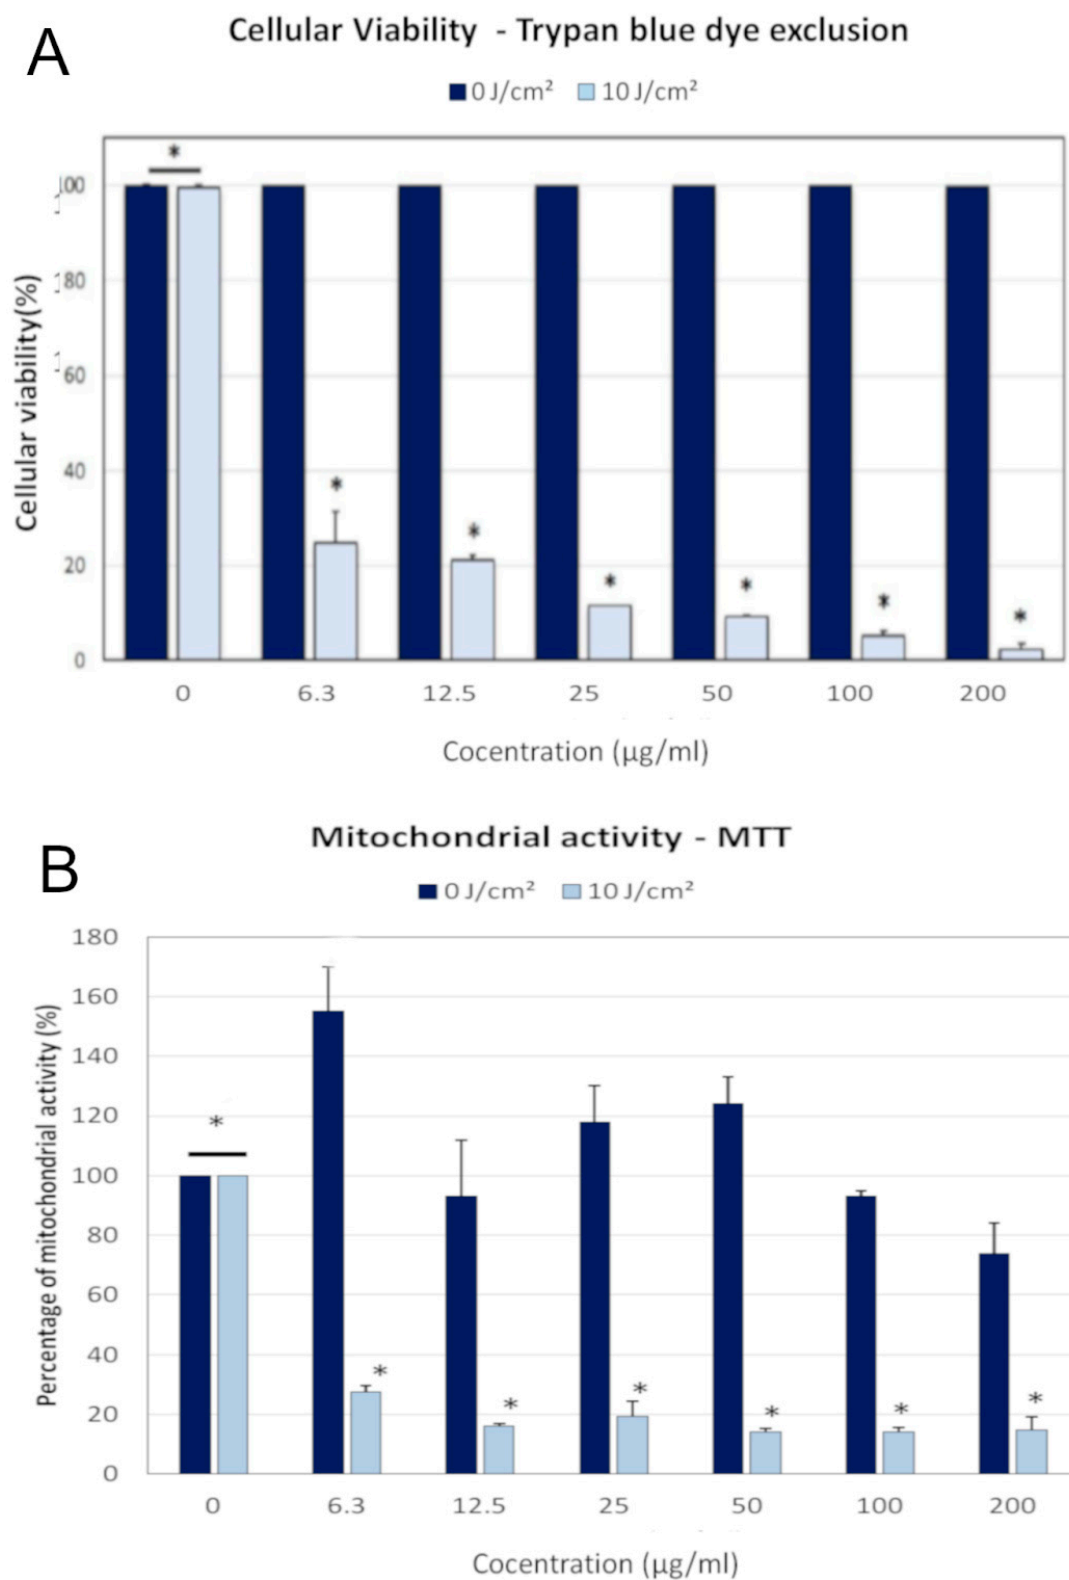 A
Cellular Viability - Trypan blue dye exclusion
0 J/cm² 10 J/cm²
Cellular viability(%)
100
80
60
40
20
0
*
*
*
*
*
*
*
0 6.3 12.5 25 50 100 200
Cocentration (µg/ml)
B
Mitochondrial activity - MTT
0 J/cm² 10 J/cm²
Percentage of mitochondrial activity (%)
180
160
140
120
100
80
60
40
20
0
*
*
*
*
*
*
*
0 6.3 12.5 25 50 100 200
Cocentration (µg/ml)